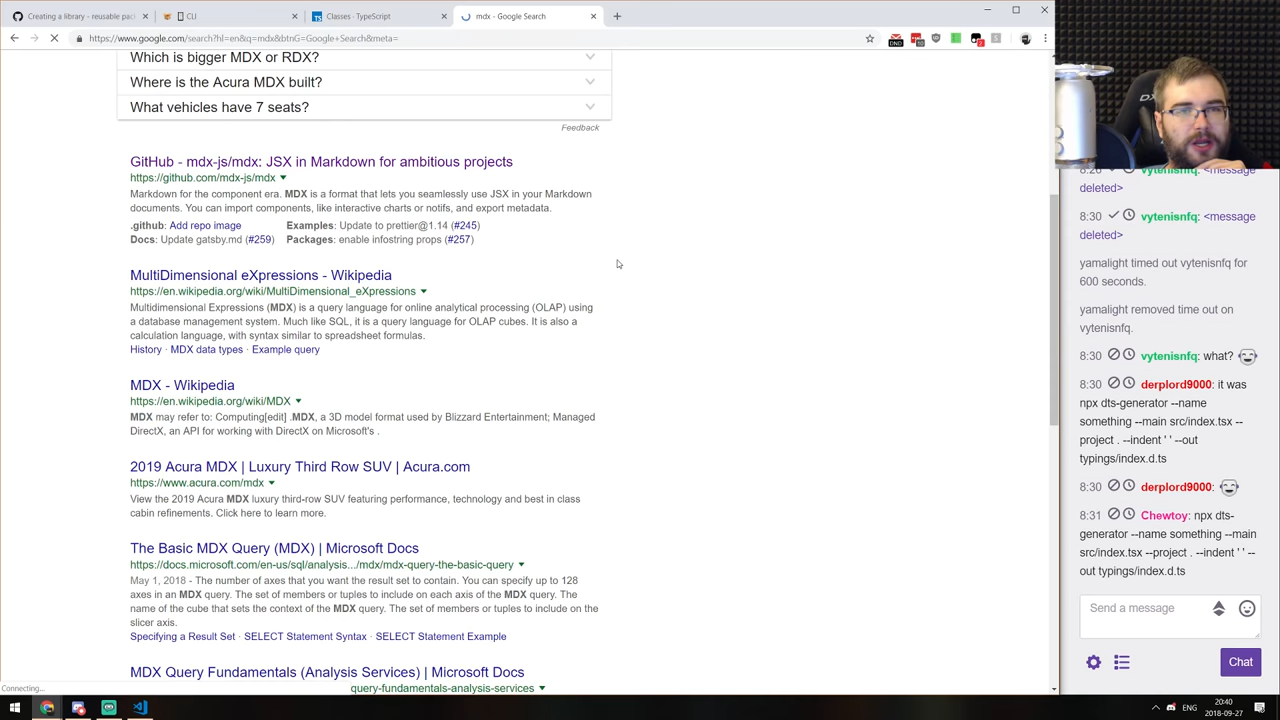 Creating a library - reusable pack
CLI
Classes · TypeScript
mdx - Google Search
https://www.google.com/search?hl=en&q=mdx&btnG=Google+Search&meta=
Which is bigger MDX or RDX?
Where is the Acura MDX built?
What vehicles have 7 seats?
Feedback
GitHub - mdx-js/mdx: JSX in Markdown for ambitious projects
https://github.com/mdx-js/mdx
Markdown for the component era. MDX is a format that lets you seamlessly use JSX in your Markdown
documents. You can import components, like interactive charts or notifs, and export metadata.
.github: Add repo image
Examples: Update to prettier@1.14 (#245)
Docs: Update gatsby.md (#259)
Packages: enable infostring props (#257)
MultiDimensional eXpressions - Wikipedia
https://en.wikipedia.org/wiki/MultiDimensional_eXpressions
Multidimensional Expressions (MDX) is a query language for online analytical processing (OLAP) using
a database management system. Much like SQL, it is a query language for OLAP cubes. It is also a
calculation language, with syntax similar to spreadsheet formulas.
History · MDX data types · Example query
MDX - Wikipedia
https://en.wikipedia.org/wiki/MDX
MDX may refer to: Computing[edit] .MDX, a 3D model format used by Blizzard Entertainment; Managed
DirectX, an API for working with DirectX on Microsoft's .
2019 Acura MDX | Luxury Third Row SUV | Acura.com
https://www.acura.com/mdx
View the 2019 Acura MDX luxury third-row SUV featuring performance, technology and best in class
cabin refinements. Click here to learn more.
The Basic MDX Query (MDX) | Microsoft Docs
https://docs.microsoft.com/en-us/sql/analysis.../mdx/mdx-query-the-basic-query
May 1, 2018 - The number of axes that you want the result set to contain. You can specify up to 128
axes in an MDX query. The set of members or tuples to include on each axis of the MDX query. The
name of the cube that sets the context of the MDX query. The set of members or tuples to include on the
slicer axis.
Specifying a Result Set · SELECT Statement Syntax · SELECT Statement Example
MDX Query Fundamentals (Analysis Services) | Microsoft Docs
query-fundamentals-analysis-services
Connecting...
DX
8:26 vytenisnfq: <message
deleted>
8:30 vytenisnfq: <message
deleted>
yamalight timed out vytenisnfq for
600 seconds.
yamalight removed time out on
vytenisnfq.
8:30 vytenisnfq: what?
8:30 derplord9000: it was
npx dts-generator --name
something --main src/index.tsx --
project . --indent ' ' --out
typings/index.d.ts
8:30 derplord9000:
8:31 Chewtoy: npx dts-
generator --name something --main
src/index.tsx --project . --indent ' ' --
out typings/index.d.ts
Send a message
Chat
ENG
20:40
2018-09-27